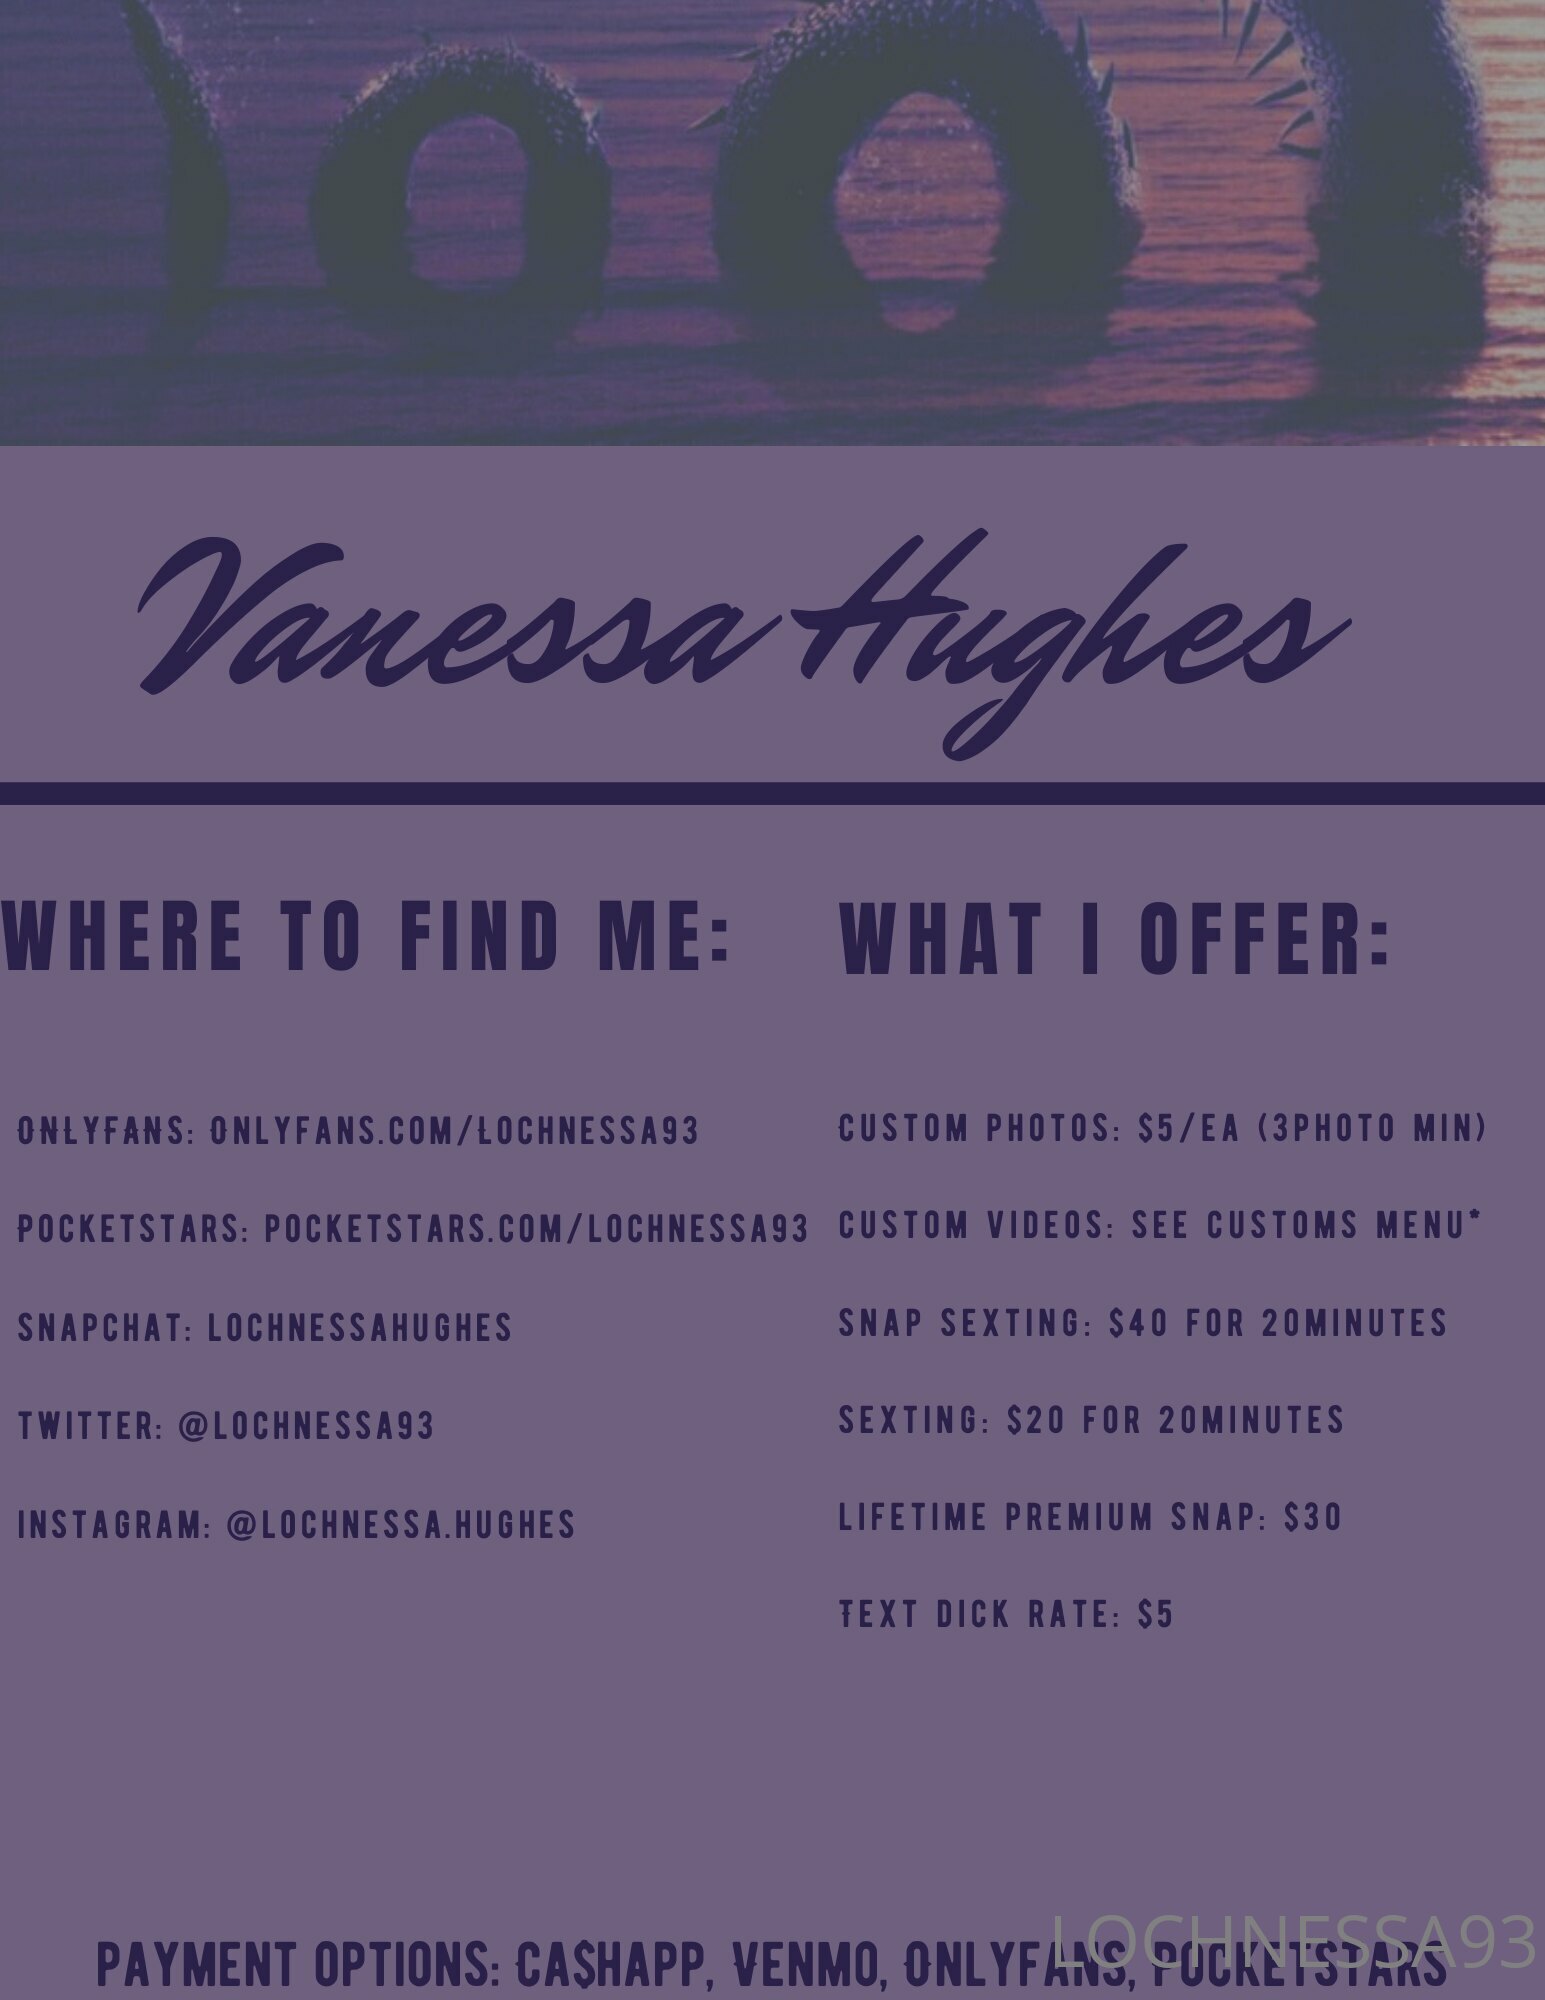 Vanessa Hughes
WHERE TO FIND ME:
ONLYFANS: ONLYFANS.COM/LOCHNESSA93
POCKETSTARS: POCKETSTARS.COM/LOCHNESSA93
SNAPCHAT: LOCHNESSAHUGHES
TWITTER: @LOCHNESSA93
INSTAGRAM: @LOCHNESSA.HUGHES
WHAT I OFFER:
CUSTOM PHOTOS: $5/EA (3PHOTO MIN)
CUSTOM VIDEOS: SEE CUSTOMS MENU*
SNAP SEXTING: $40 FOR 20MINUTES
SEXTING: $20 FOR 20MINUTES
LIFETIME PREMIUM SNAP: $30
TEXT DICK RATE: $5
PAYMENT OPTIONS: CA$HAPP, VENMO, ONLYFANS, POCKETSTARS
LOCHNESSA93